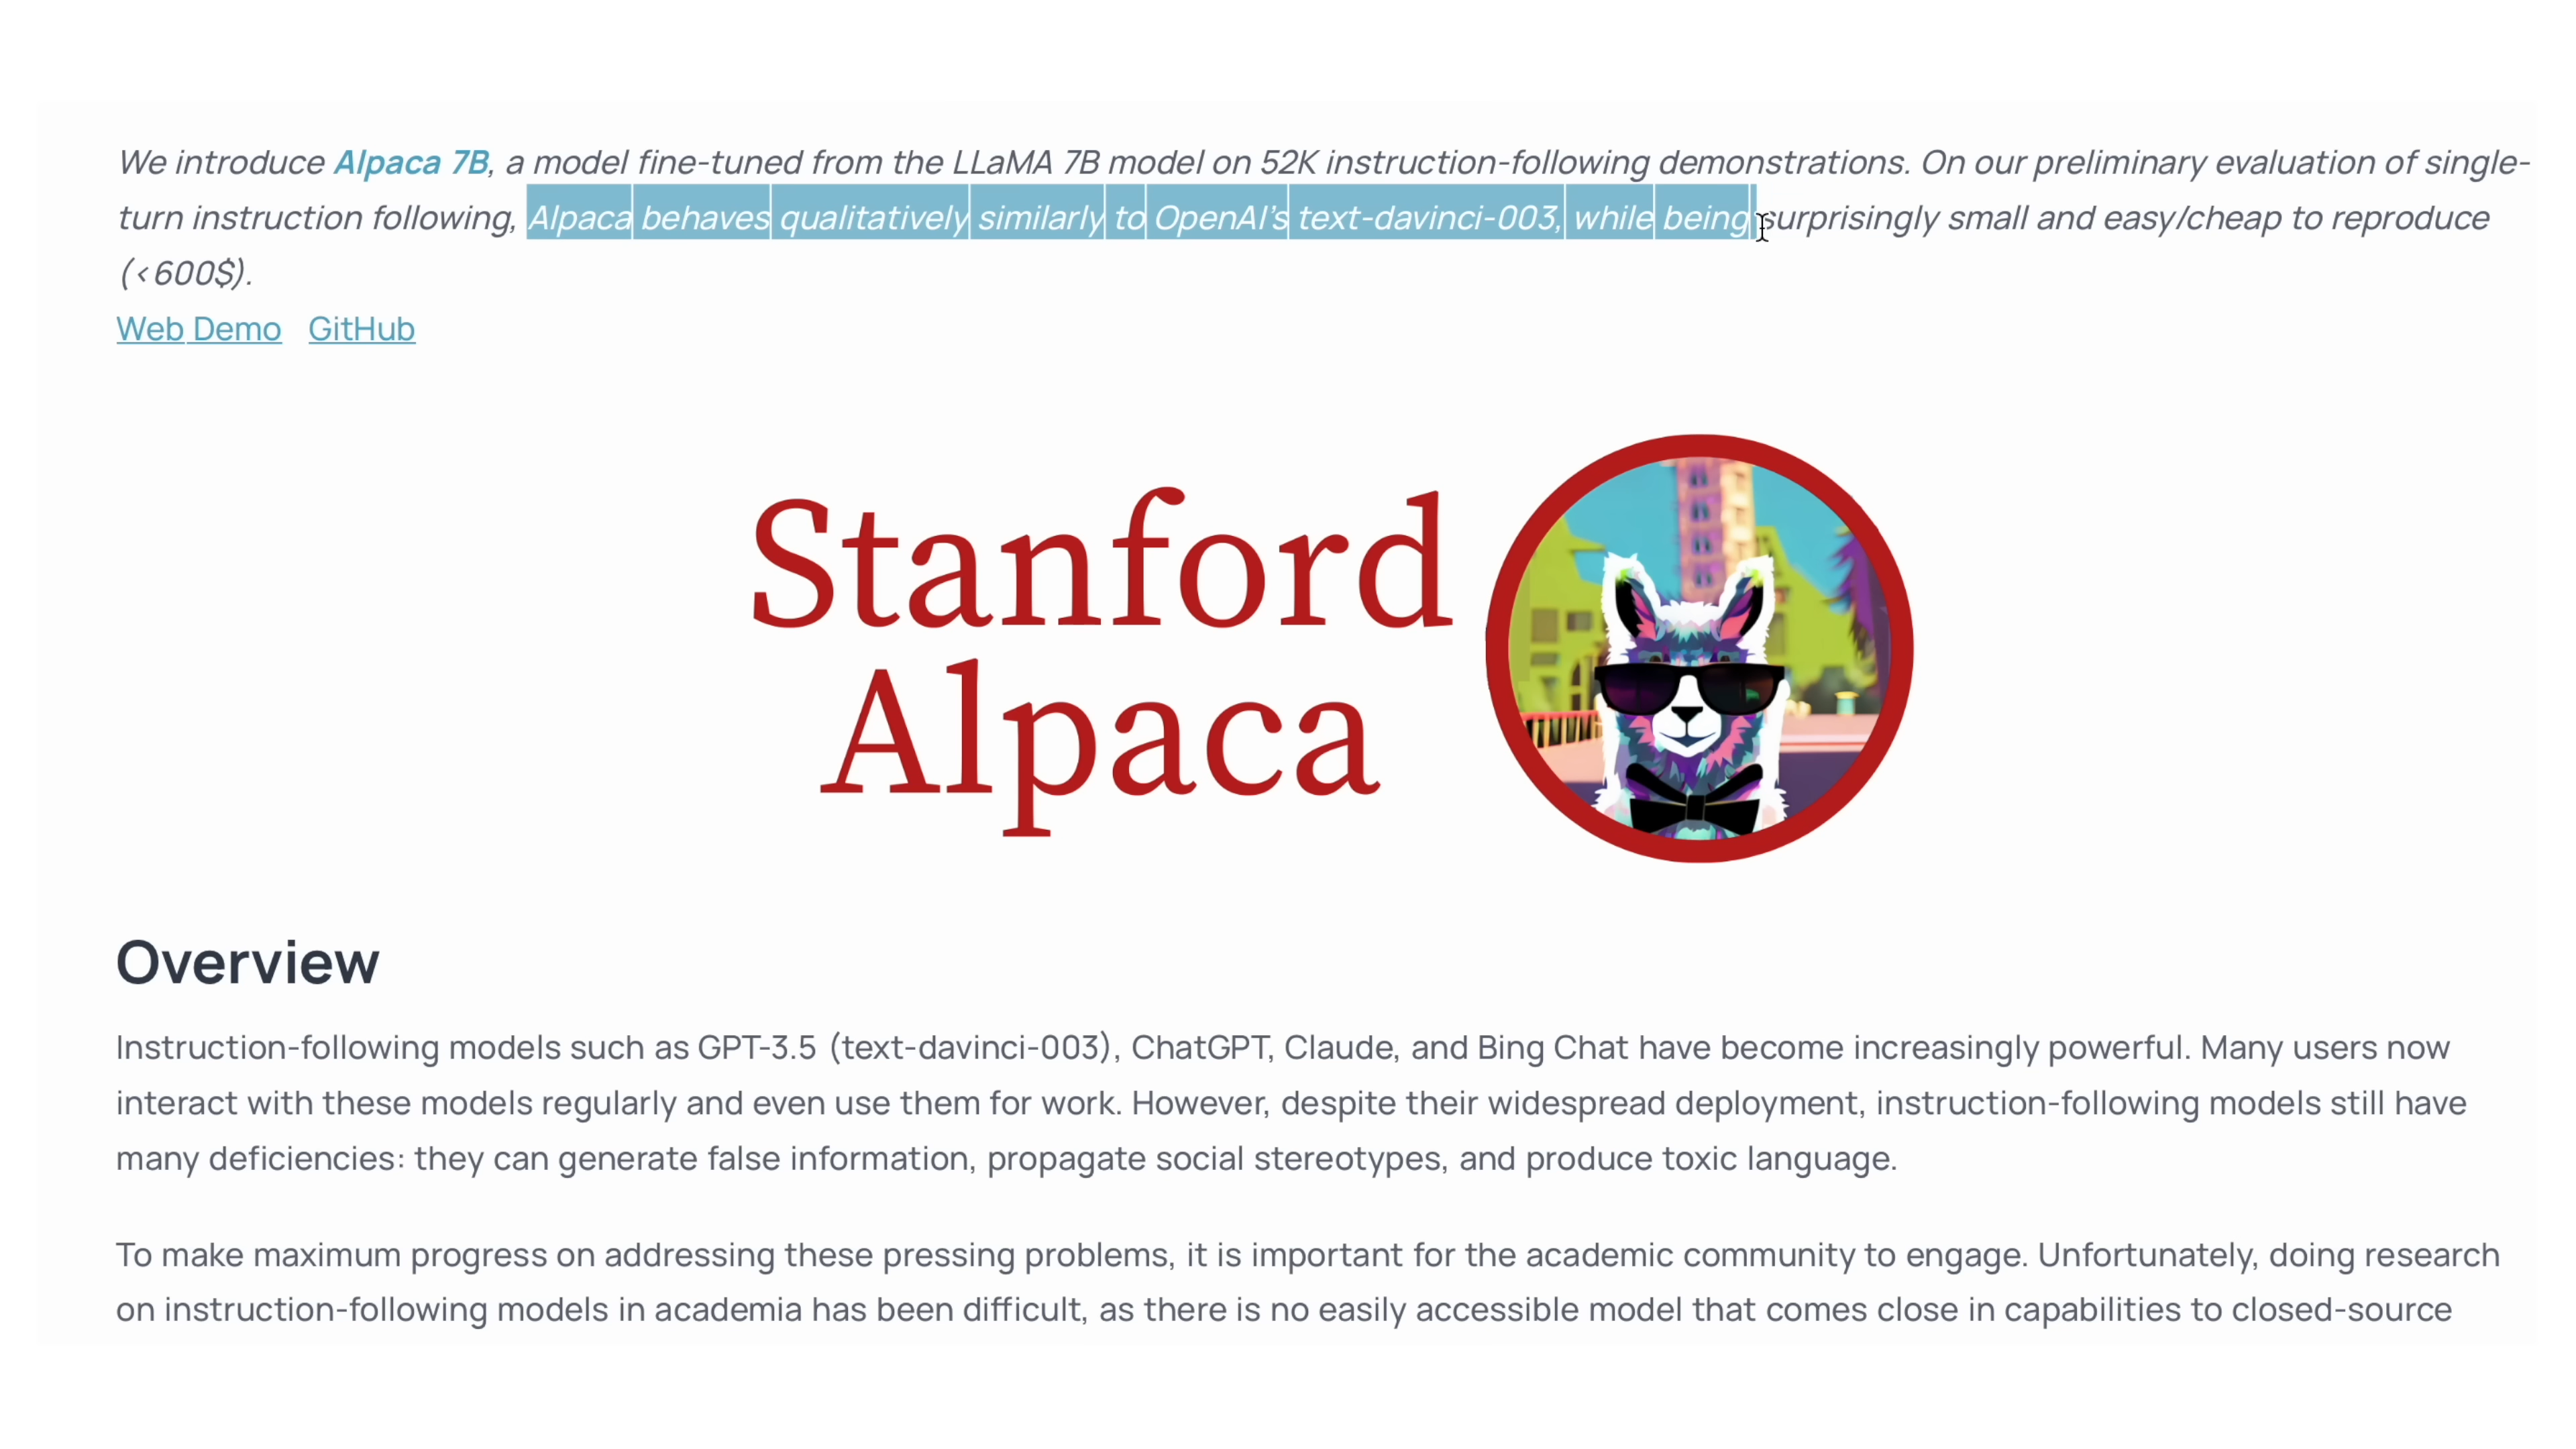 We introduce Alpaca 7B, a model fine-tuned from the LLaMA 7B model on 52K instruction-following demonstrations. On our preliminary evaluation of single-
turn instruction following, Alpaca behaves qualitatively similarly to OpenAI’s text-davinci-003, while being surprisingly small and easy/cheap to reproduce
(<600$).
Web Demo GitHub
Stanford
Alpaca
Overview
Instruction-following models such as GPT-3.5 (text-davinci-003), ChatGPT, Claude, and Bing Chat have become increasingly powerful. Many users now
interact with these models regularly and even use them for work. However, despite their widespread deployment, instruction-following models still have
many deficiencies: they can generate false information, propagate social stereotypes, and produce toxic language.
To make maximum progress on addressing these pressing problems, it is important for the academic community to engage. Unfortunately, doing research
on instruction-following models in academia has been difficult, as there is no easily accessible model that comes close in capabilities to closed-source